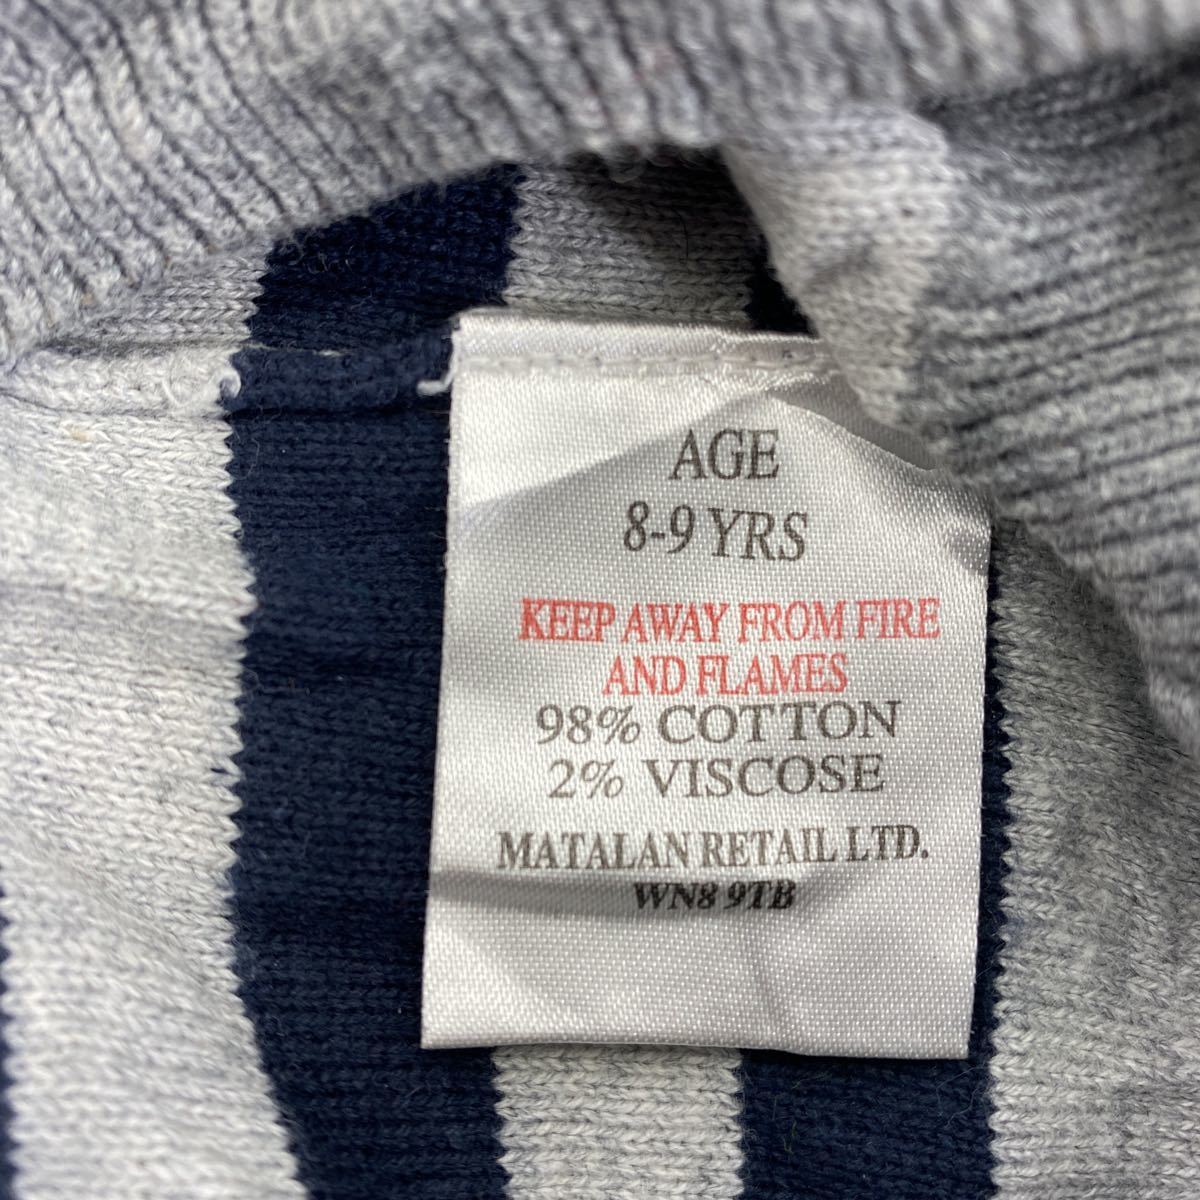 AGE
8-9 YRS
KEEP AWAY FROM FIRE
AND FLAMES
98% COTTON
2% VISCOSE
MATALAN RETAIL LTD.
WN8 9TB